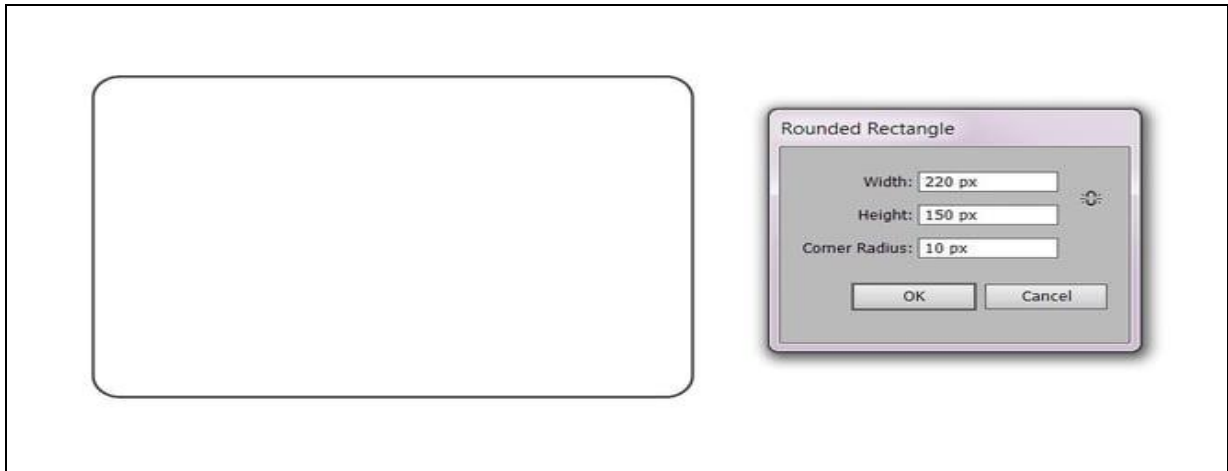 Rounded Rectangle
Width: 220 px
Height: 150 px
Corner Radius: 10 px
OK Cancel